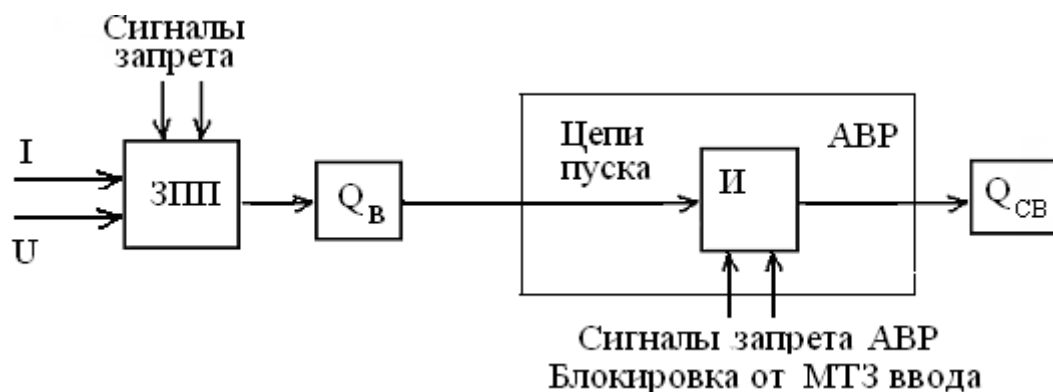 Сигналы
запрета
I
U
ЗПП
Q В
Цепи
пуска
АВР
И
Q СВ
Сигналы запрета АВР
Блокировка от МТЗ ввода